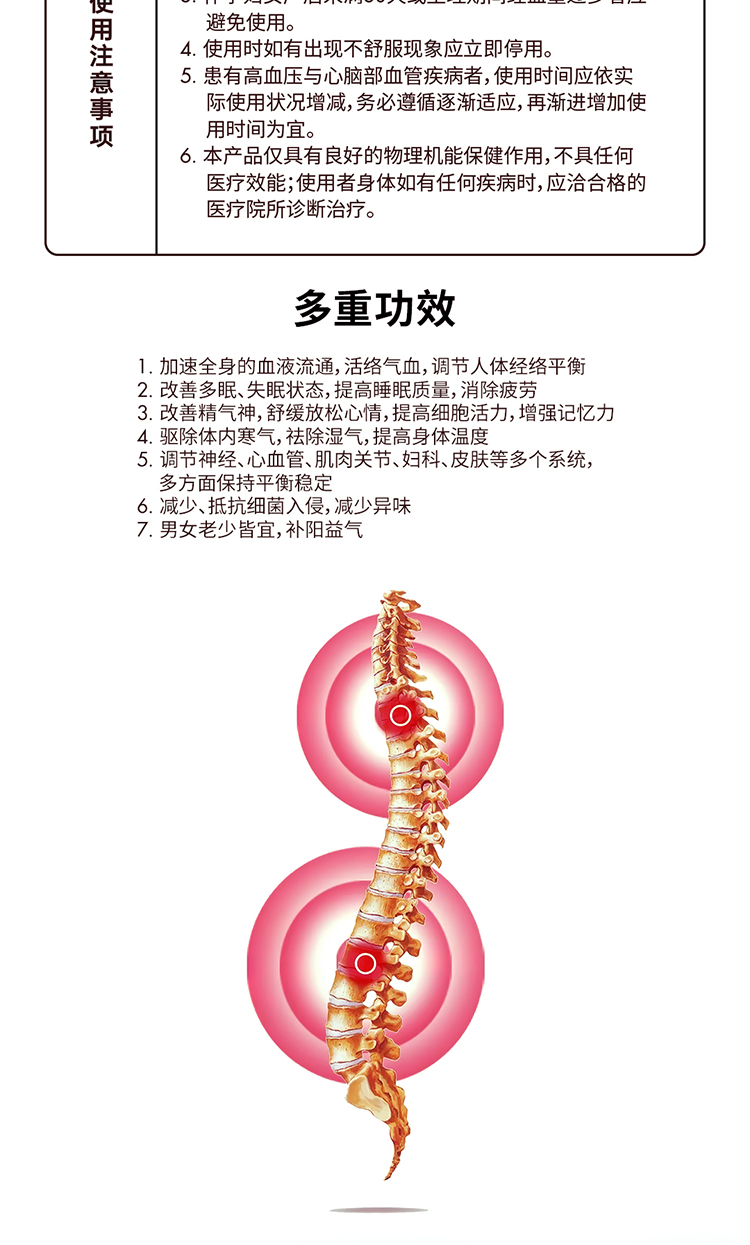 使用注意事项
避免使用。
4. 使用时如有出现不舒服现象应立即停用。
5. 患有高血压与心脑部血管疾病者，使用时间应依实
际使用状况增减，务必遵循逐渐适应，再渐进增加使
用时间为宜。
6. 本产品仅具有良好的物理机能保健作用，不具任何
医疗效能；使用者身体如有任何疾病时，应洽合格的
医疗院所诊断治疗。
多重功效
1. 加速全身的血液流通，活络气血，调节人体经络平衡
2. 改善多眠、失眠状态，提高睡眠质量，消除疲劳
3. 改善精气神，舒缓放松心情，提高细胞活力，增强记忆力
4. 驱除体内寒气，祛除湿气，提高身体温度
5. 调节神经、心血管、肌肉关节、妇科、皮肤等多个系统，
多方面保持平衡稳定
6. 减少、抵抗细菌入侵，减少异味
7. 男女老少皆宜，补阳益气